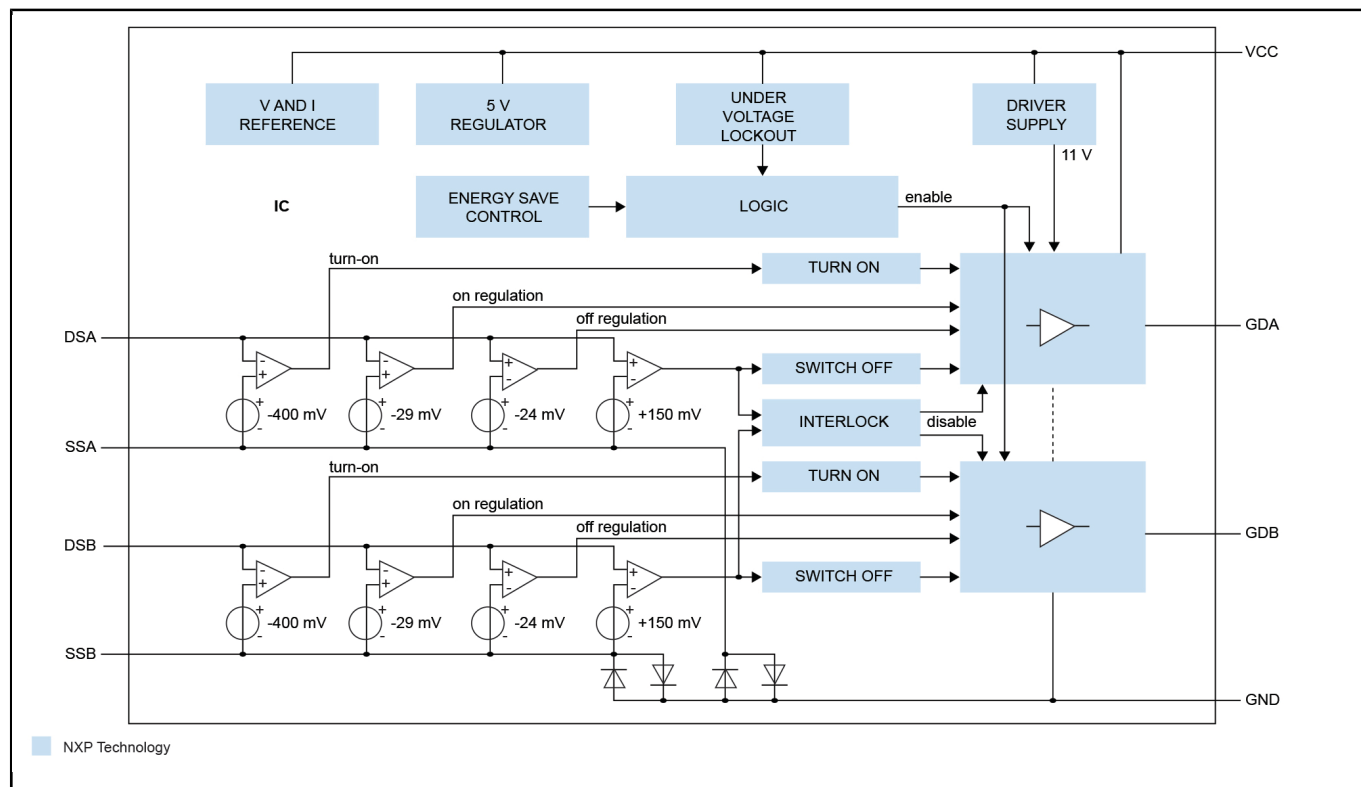 VCC
V AND I
REFERENCE
5 V
REGULATOR
UNDER
VOLTAGE
LOCKOUT
DRIVER
SUPPLY
11 V
IC
ENERGY SAVE
CONTROL
LOGIC
enable
turn-on
TURN ON
on regulation
off regulation
DSA
GDA
- + - + + - + -
SWITCH OFF
+ - -400 mV + - -29 mV + - -24 mV + - +150 mV
INTERLOCK
disable
SSA
turn-on
TURN ON
on regulation
off regulation
DSB
GDB
- + - + + - + -
SWITCH OFF
+ - -400 mV + - -29 mV + - -24 mV + - +150 mV
SSB
GND
NXP Technology